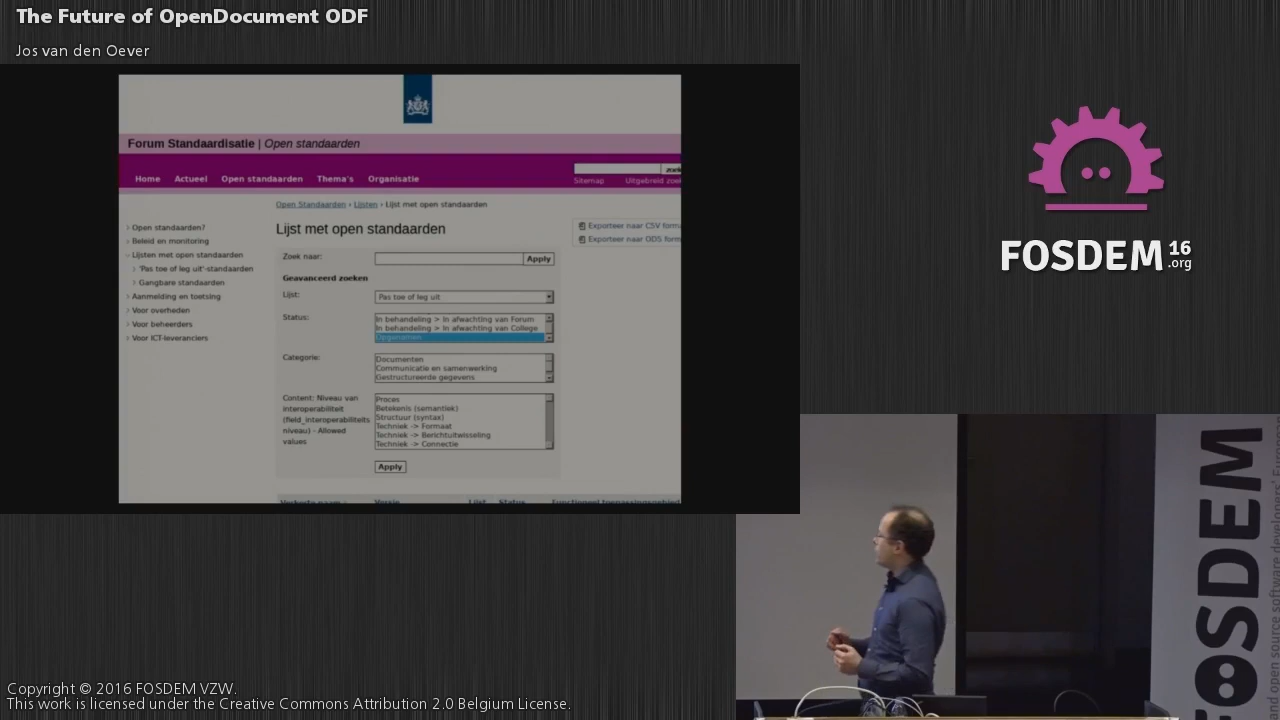 The Future of OpenDocument ODF
Jos van den Oever
Forum Standaardisatie | Open standaarden
Home Actueel Open standaarden Thema's Organisatie
Sitemap Uitgebreid
Open Standaarden › Lijsten › Lijst met open standaarden
Open standaarden?
Beleid en monitoring
Lijsten met open standaarden
'Pas toe of leg uit'-standaarden
Gangbare standaarden
Aanmelding en toetsing
Voor overheden
Voor beheerders
Voor ICT-leveranciers
Lijst met open standaarden
Exporteer naar CSV
Exporteer naar ODS
Zoek naar:
Apply
Geavanceerd zoeken
Lijst:
Pas toe of leg uit
Status:
In behandeling > In afwachting van Forum
In behandeling > In afwachting van College
Opgenomen
Categorie:
Documenten
Communicatie en samenwerking
Gestructureerde gegevens
Content: Niveau van
interoperabiliteit
(field_interoperabiliteits
niveau) - Allowed
values
Proces
Betekenis (semantiek)
Structuur (syntax)
Techniek -> Formaat
Techniek -> Berichtuitwisseling
Techniek -> Connectie
Apply
Versie Lijst Status Functioneel toepassingsgebied
FOSDEM 16
.org
FOSDEM
Copyright © 2016 FOSDEM VZW.
This work is licensed under the Creative Commons Attribution 2.0 Belgium License.